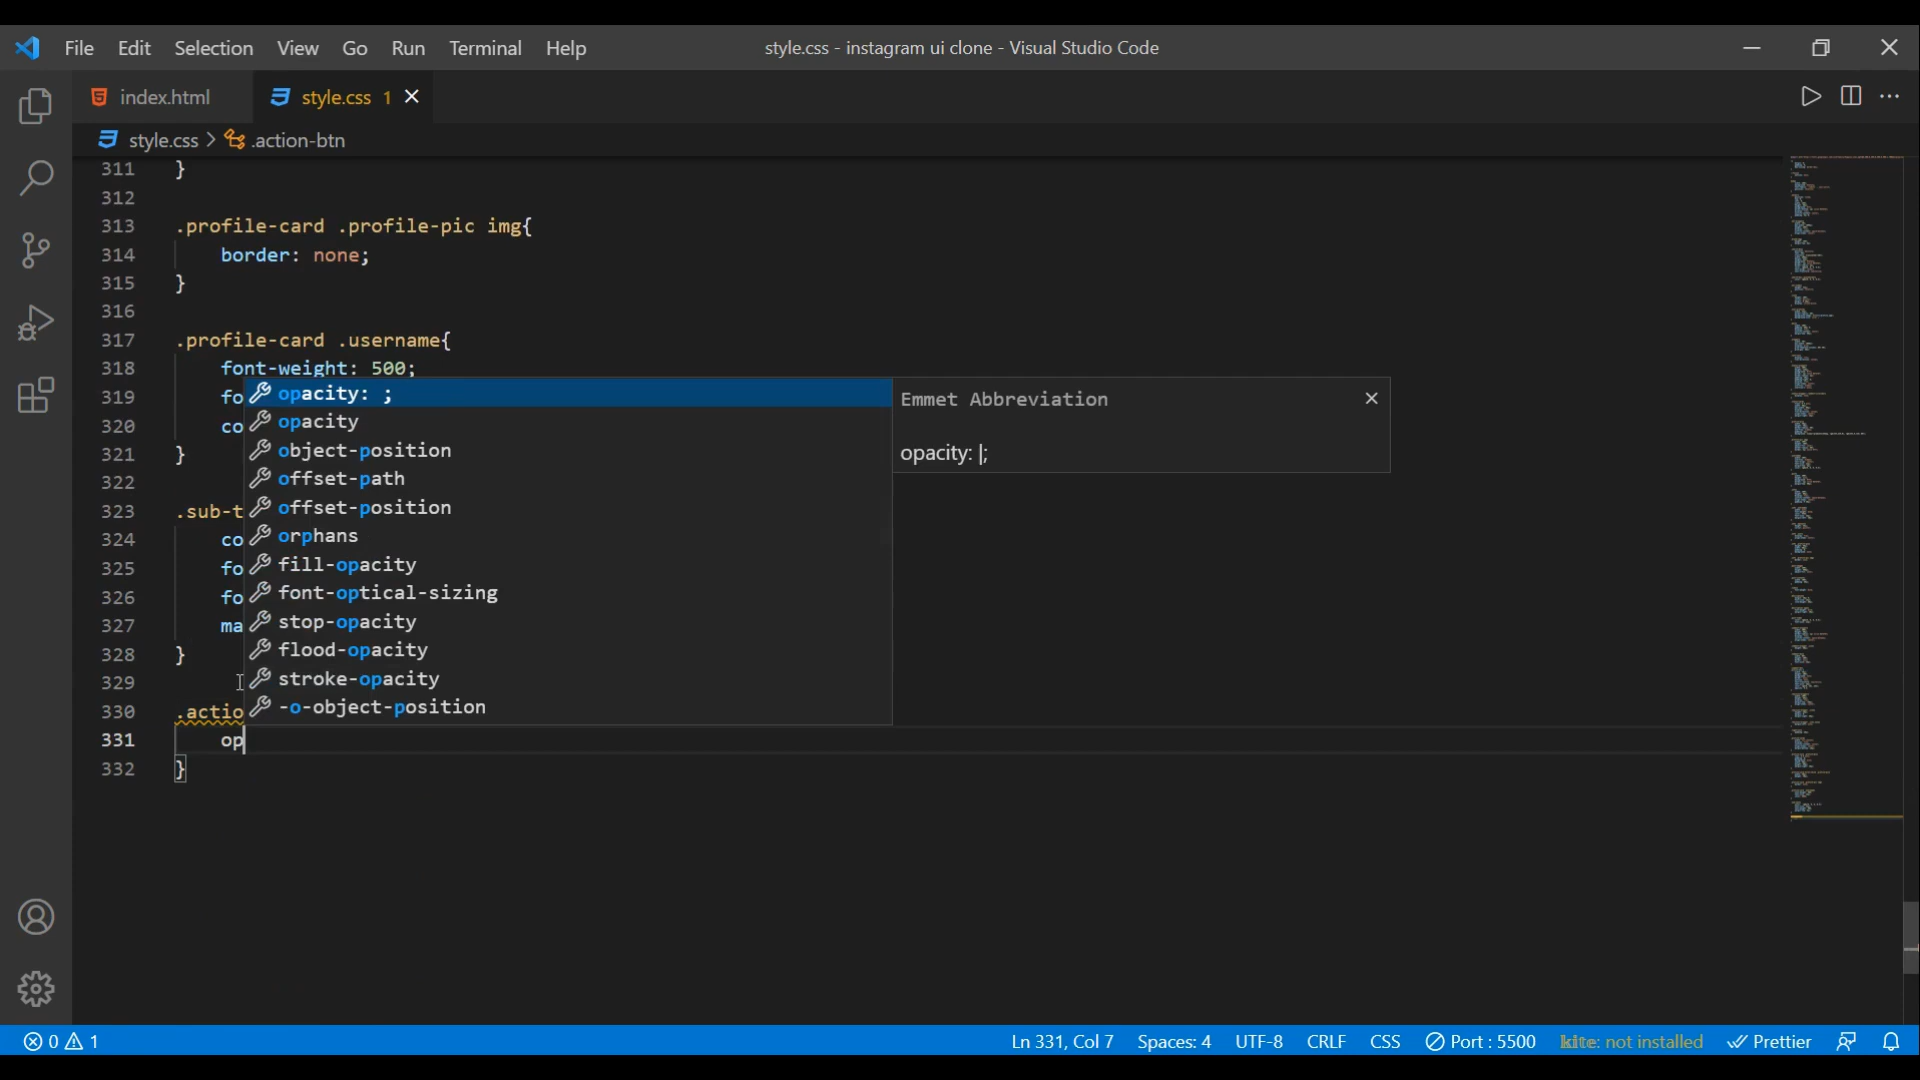 File Edit Selection View Go Run Terminal Help style.css - instagram ui clone - Visual Studio Code
index.html style.css 1
style.css > .action-btn
311 }
312
313 .profile-card .profile-pic img{
314 border: none;
315 }
316
317 .profile-card .username{
318 font-weight: 500;
319 fo
320 co
321 }
322
323 .sub-t
324 co
325 fo
326 fo
327 ma
328 }
329
330 .actio
331 op
332 }
opacity: ;
opacity
object-position
offset-path
offset-position
orphans
fill-opacity
font-optical-sizing
stop-opacity
flood-opacity
stroke-opacity
-o-object-position
Emmet Abbreviation
opacity: |;
0 1 Ln 331, Col 7 Spaces: 4 UTF-8 CRLF CSS Port : 5500 kite: not installed Prettier